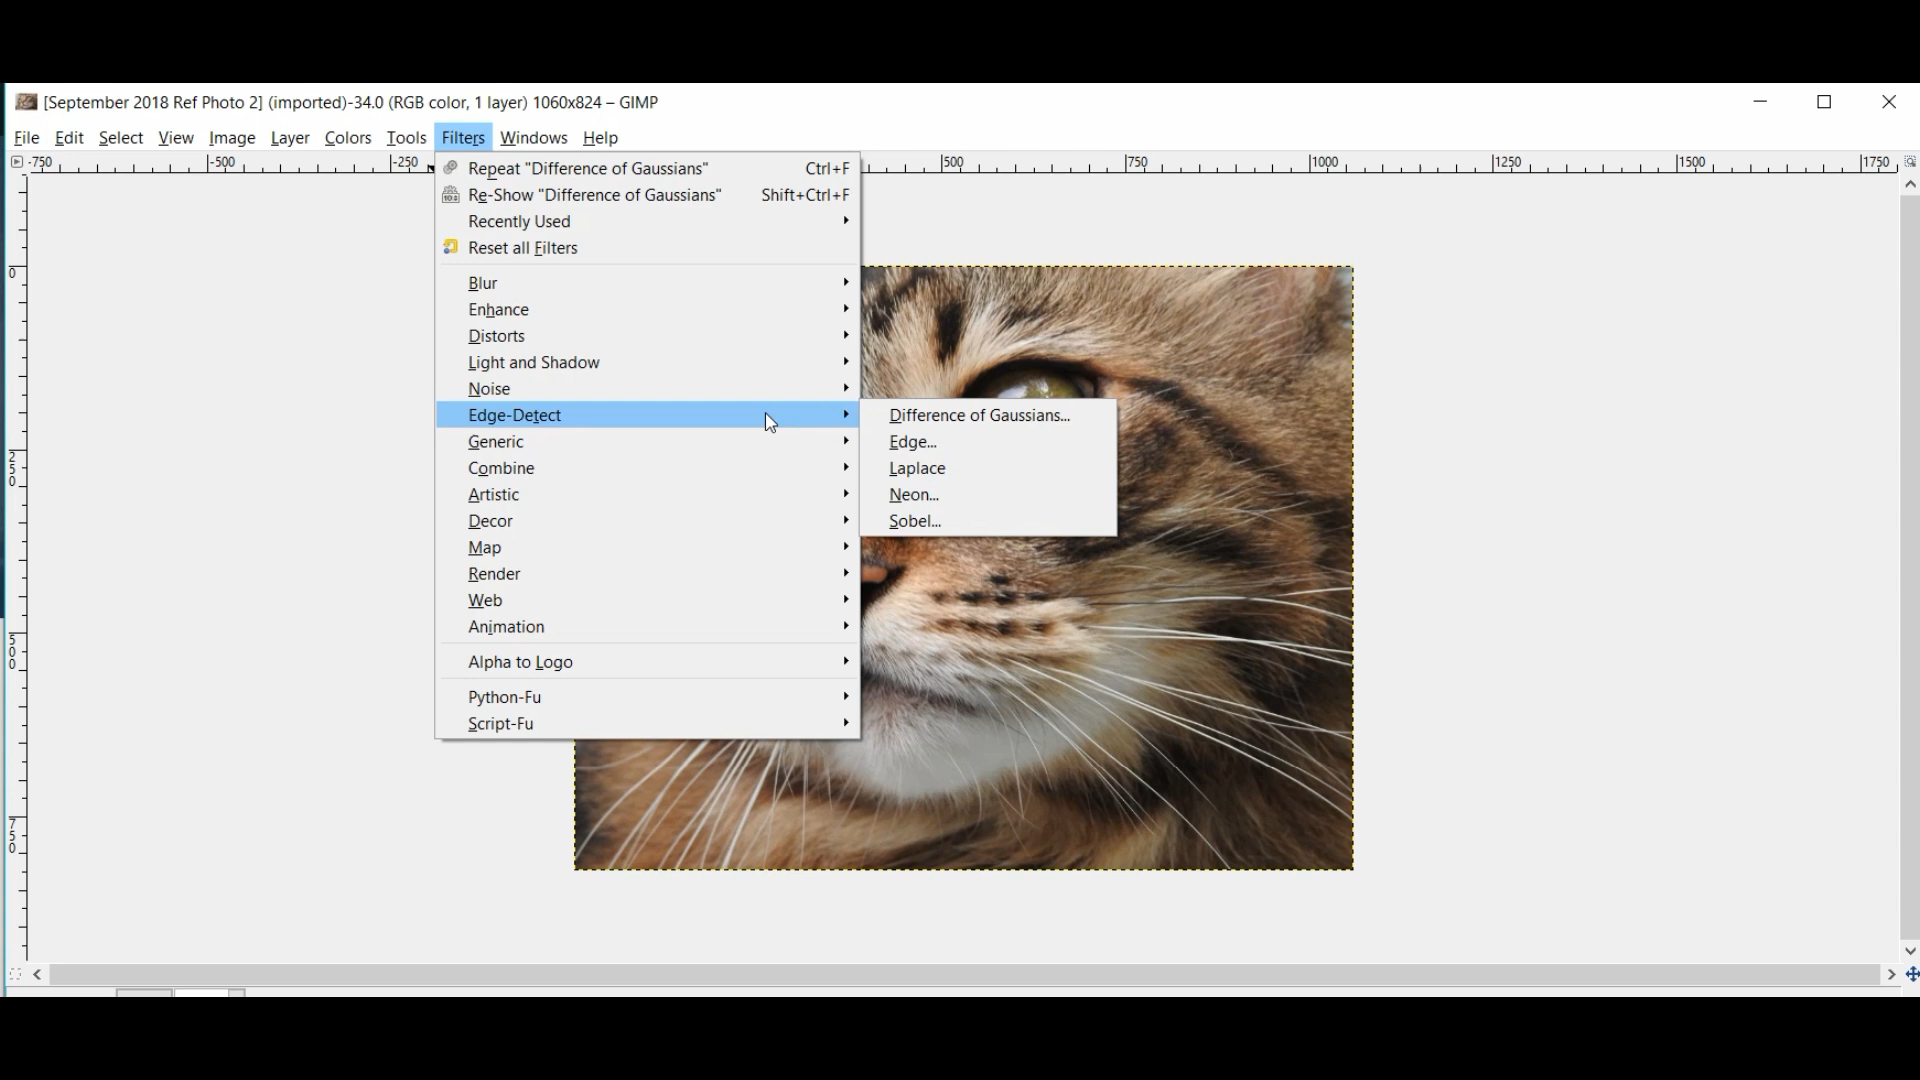 [September 2018 Ref Photo 2] (imported)-34.0 (RGB color, 1 layer) 1060x824 – GIMP
File Edit Select View Image Layer Colors Tools Filters Windows Help
-750 -500 -250 500 750 1000 1250 1500 1750
Repeat "Difference of Gaussians" Ctrl+F
Re-Show "Difference of Gaussians" Shift+Ctrl+F
Recently Used
Reset all Filters
Blur
Enhance
Distorts
Light and Shadow
Noise
Edge-Detect
Generic
Combine
Artistic
Decor
Map
Render
Web
Animation
Alpha to Logo
Python-Fu
Script-Fu
Difference of Gaussians...
Edge...
Laplace
Neon...
Sobel...
0
250
500
750